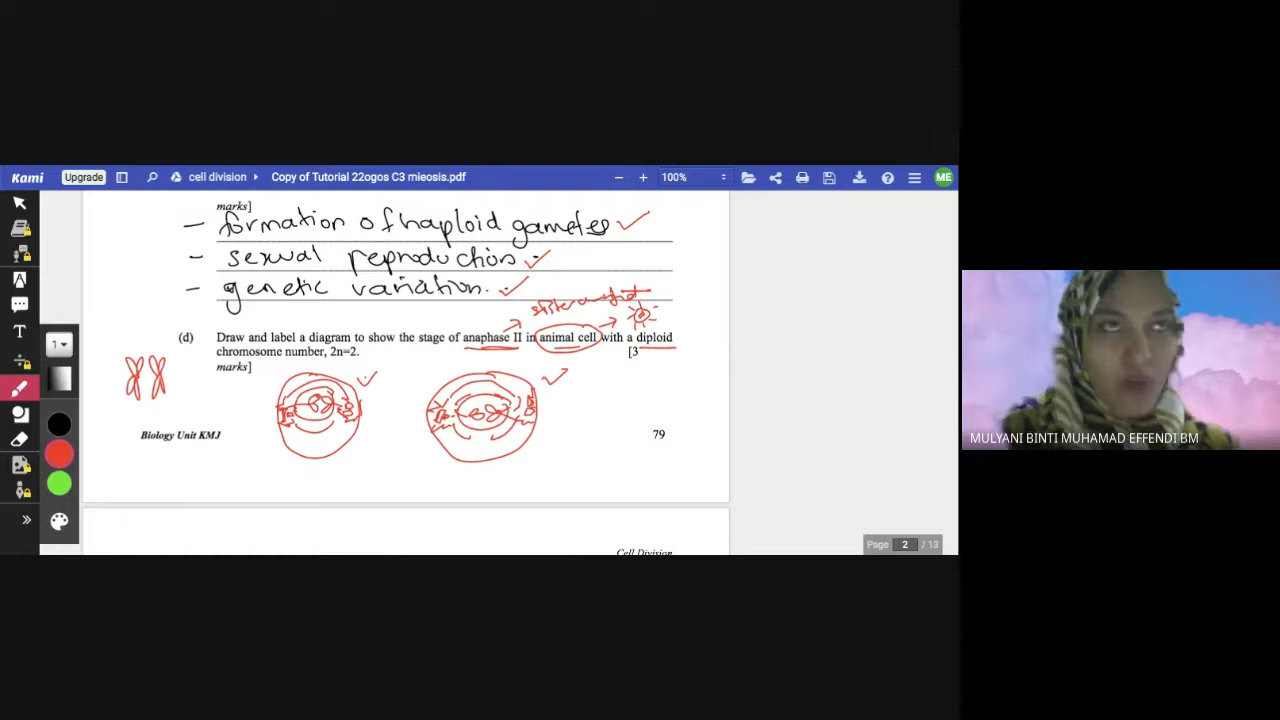 Kami
Upgrade
cell division
Copy of Tutorial 22ogos C3 mieosis.pdf
100%
ME
marks]
- formation of haploid gametes
- sexual reproduction.
- genetic variation.
(d) Draw and label a diagram to show the stage of anaphase II in animal cell with a diploid
chromosome number, 2n=2. [3
marks]
Biology Unit KMJ 79
1
T
A
Cell Division
Page 2 / 13
MULYANI BINTI MUHAMAD EFFENDI BM